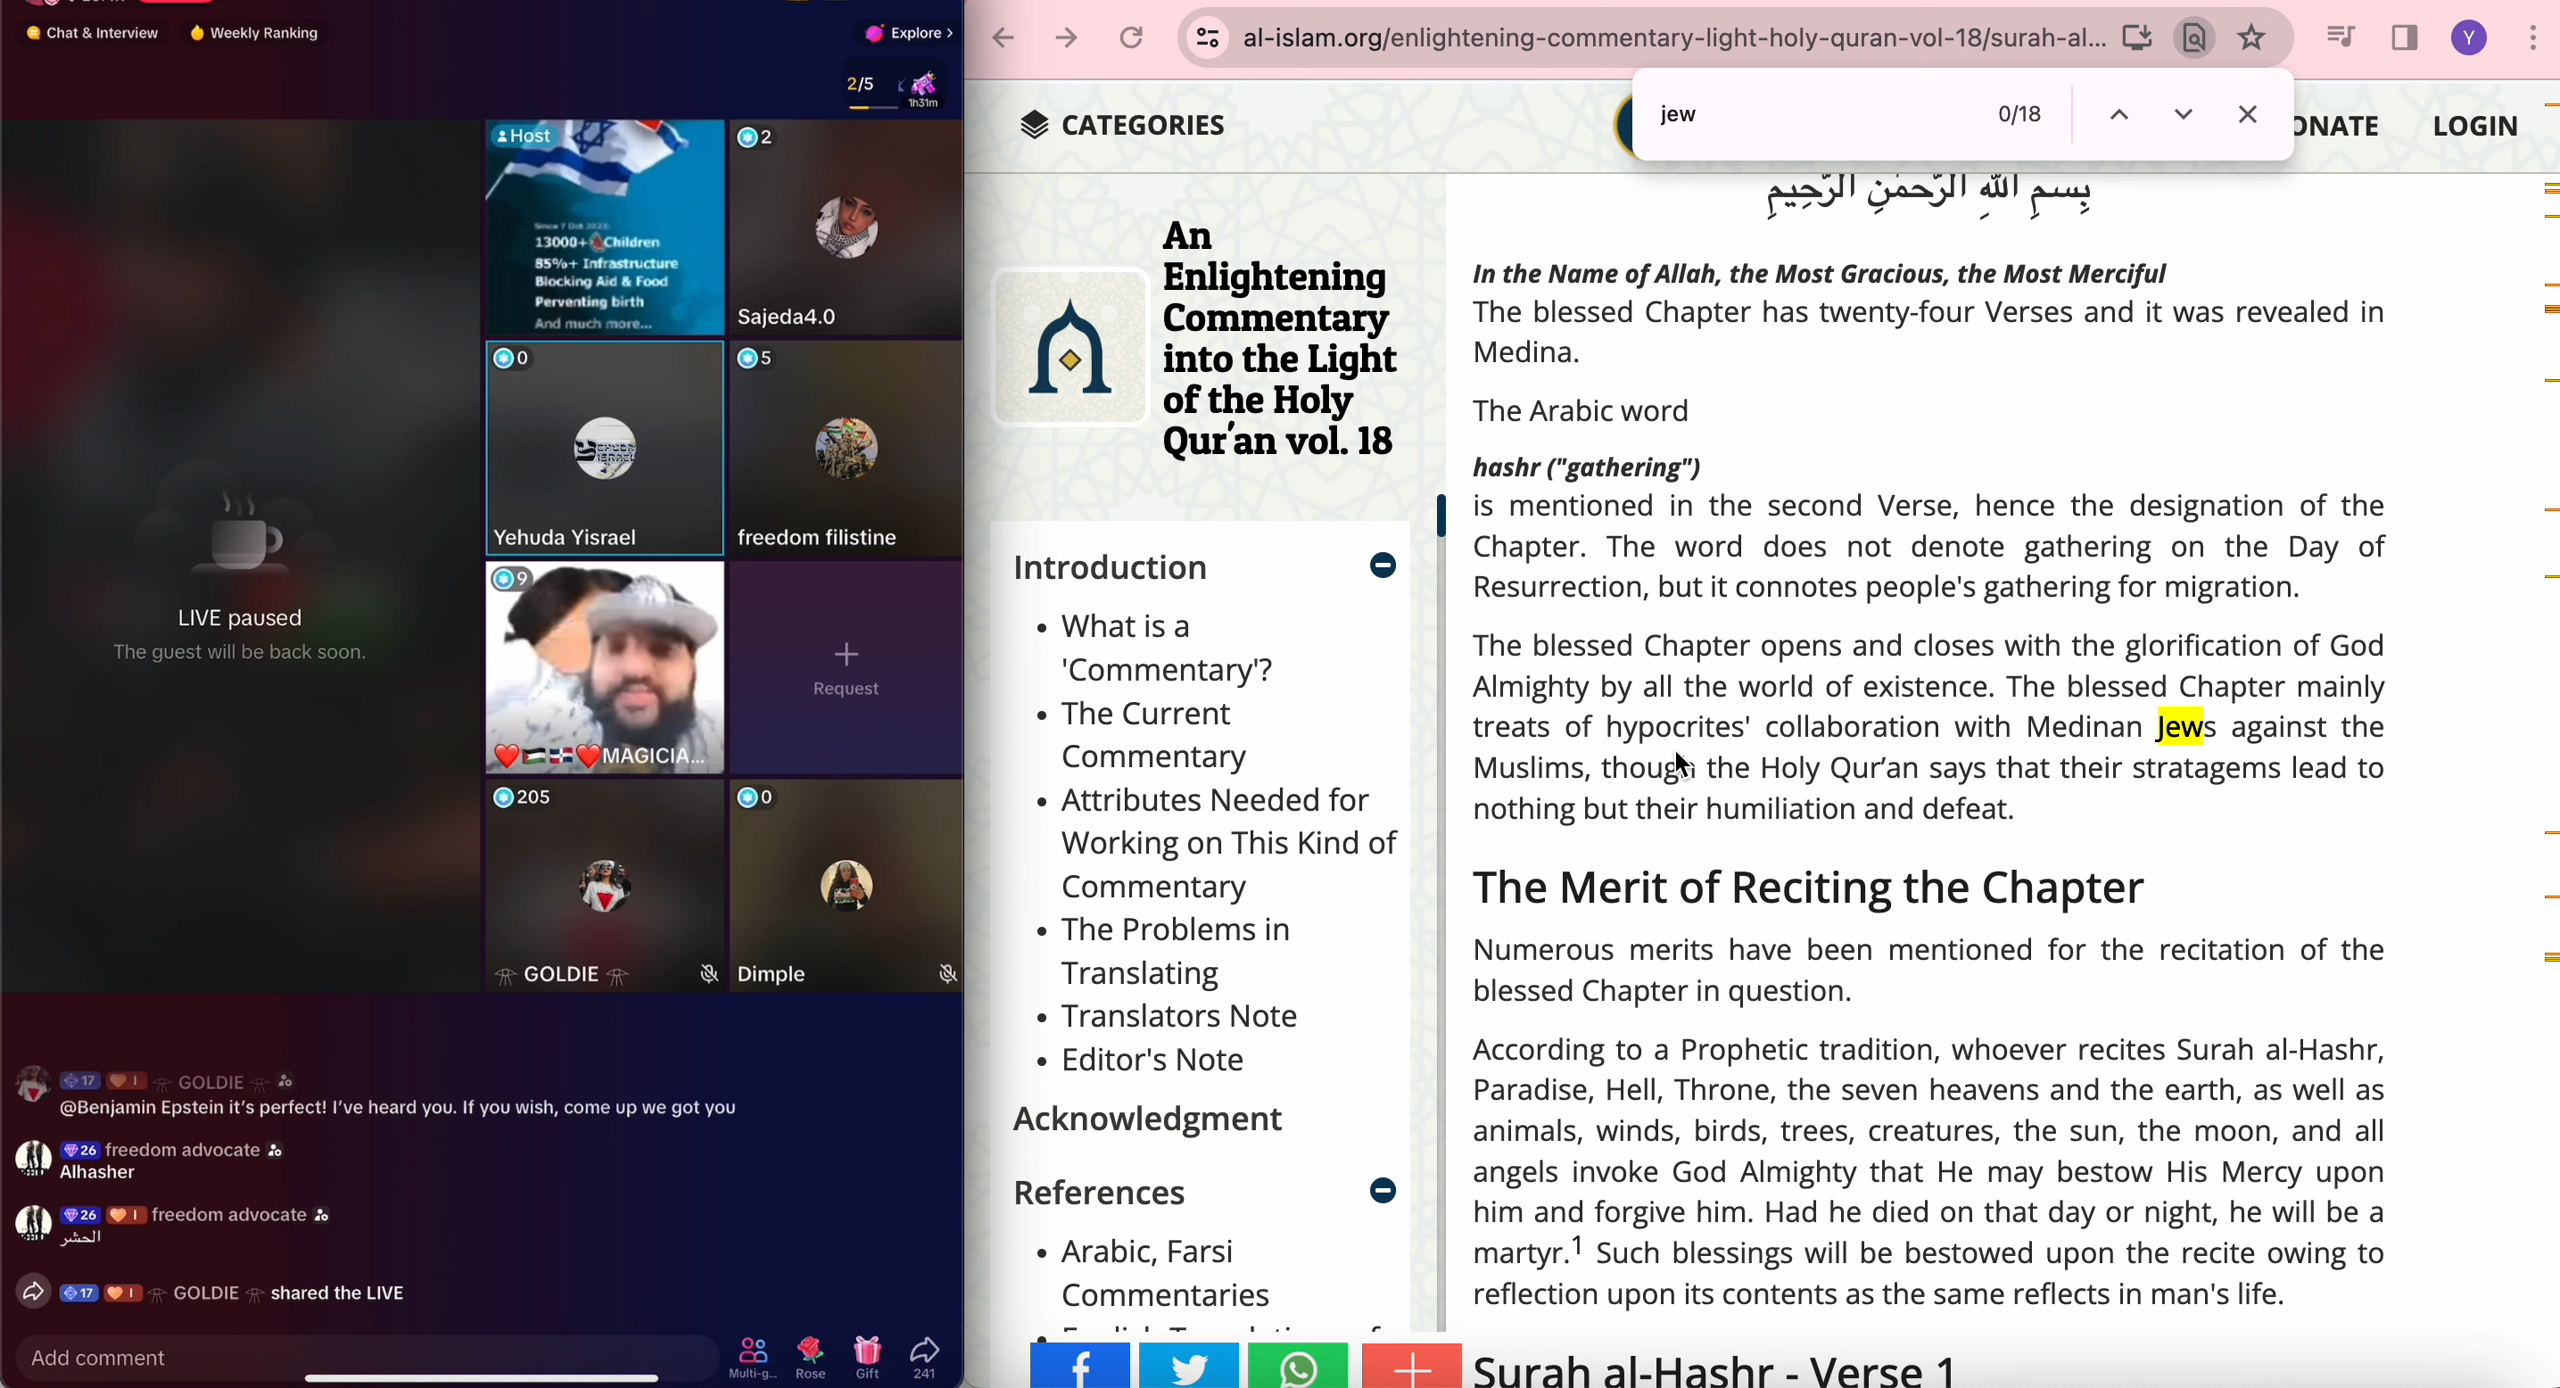 Chat & Interview
Weekly Ranking
Explore >
2/5
1h31m
Host
Since 7 Oct 2023:
13000+ Children
85%+ Infrastructure
Blocking Aid & Food
Perventing birth
And much more...
2
Sajeda4.0
0
Yehuda Yisrael
5
freedom filistine
LIVE paused
The guest will be back soon.
9
❤️🇵🇸🇩🇴❤️MAGICIA...
+
Request
205
GOLDIE
0
Dimple
17 I GOLDIE
@Benjamin Epstein it's perfect! I've heard you. If you wish, come up we got you
26 freedom advocate
Alhasher
26 I freedom advocate
الحشر
17 I GOLDIE shared the LIVE
Add comment
Multi-g...
Rose
Gift
241
al-islam.org/enlightening-commentary-light-holy-quran-vol-18/surah-al...
Y
jew
0/18
CATEGORIES
ONATE
LOGIN
An
Enlightening
Commentary
into the Light
of the Holy
Qur'an vol. 18
Introduction
• What is a
'Commentary'?
• The Current
Commentary
• Attributes Needed for
Working on This Kind of
Commentary
• The Problems in
Translating
• Translators Note
• Editor's Note
Acknowledgment
References
• Arabic, Farsi
Commentaries
بِسمِ اللَّهِ الرَّحمٰنِ الرَّحِيمِ
In the Name of Allah, the Most Gracious, the Most Merciful
The blessed Chapter has twenty-four Verses and it was revealed in
Medina.
The Arabic word
hashr ("gathering")
is mentioned in the second Verse, hence the designation of the
Chapter. The word does not denote gathering on the Day of
Resurrection, but it connotes people's gathering for migration.
The blessed Chapter opens and closes with the glorification of God
Almighty by all the world of existence. The blessed Chapter mainly
treats of hypocrites' collaboration with Medinan Jews against the
Muslims, though the Holy Qur'an says that their stratagems lead to
nothing but their humiliation and defeat.
The Merit of Reciting the Chapter
Numerous merits have been mentioned for the recitation of the
blessed Chapter in question.
According to a Prophetic tradition, whoever recites Surah al-Hashr,
Paradise, Hell, Throne, the seven heavens and the earth, as well as
animals, winds, birds, trees, creatures, the sun, the moon, and all
angels invoke God Almighty that He may bestow His Mercy upon
him and forgive him. Had he died on that day or night, he will be a
martyr.1 Such blessings will be bestowed upon the recite owing to
reflection upon its contents as the same reflects in man's life.
Surah al-Hashr - Verse 1